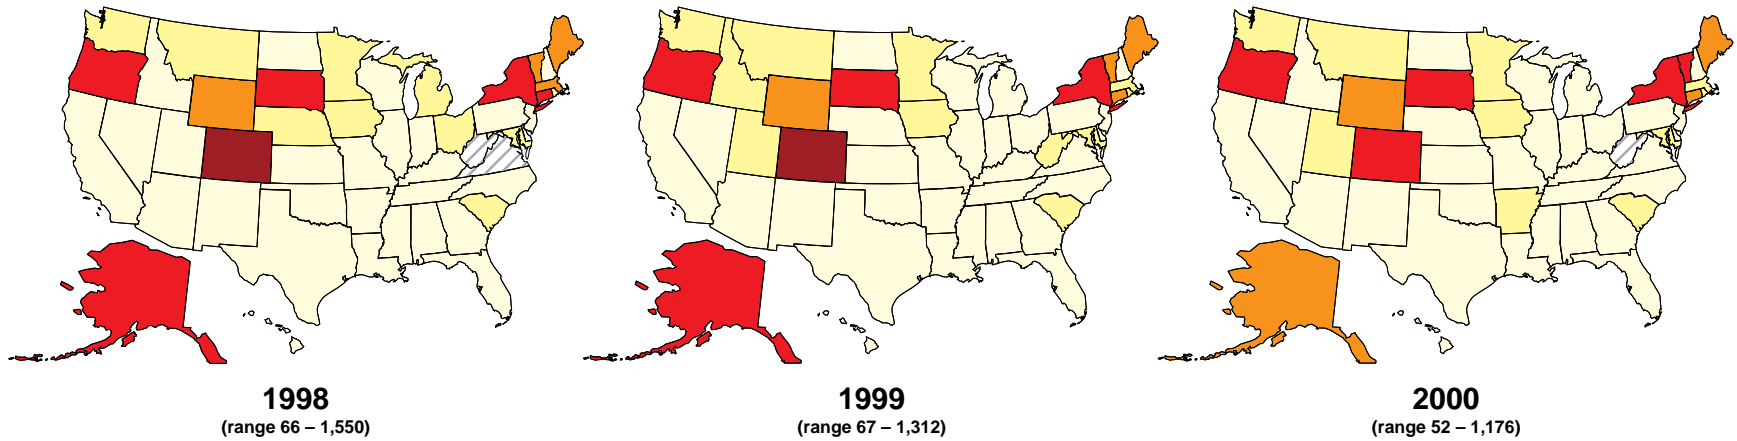 1998
(range 66 – 1,550)
1999
(range 67 – 1,312)
2000
(range 52 – 1,176)